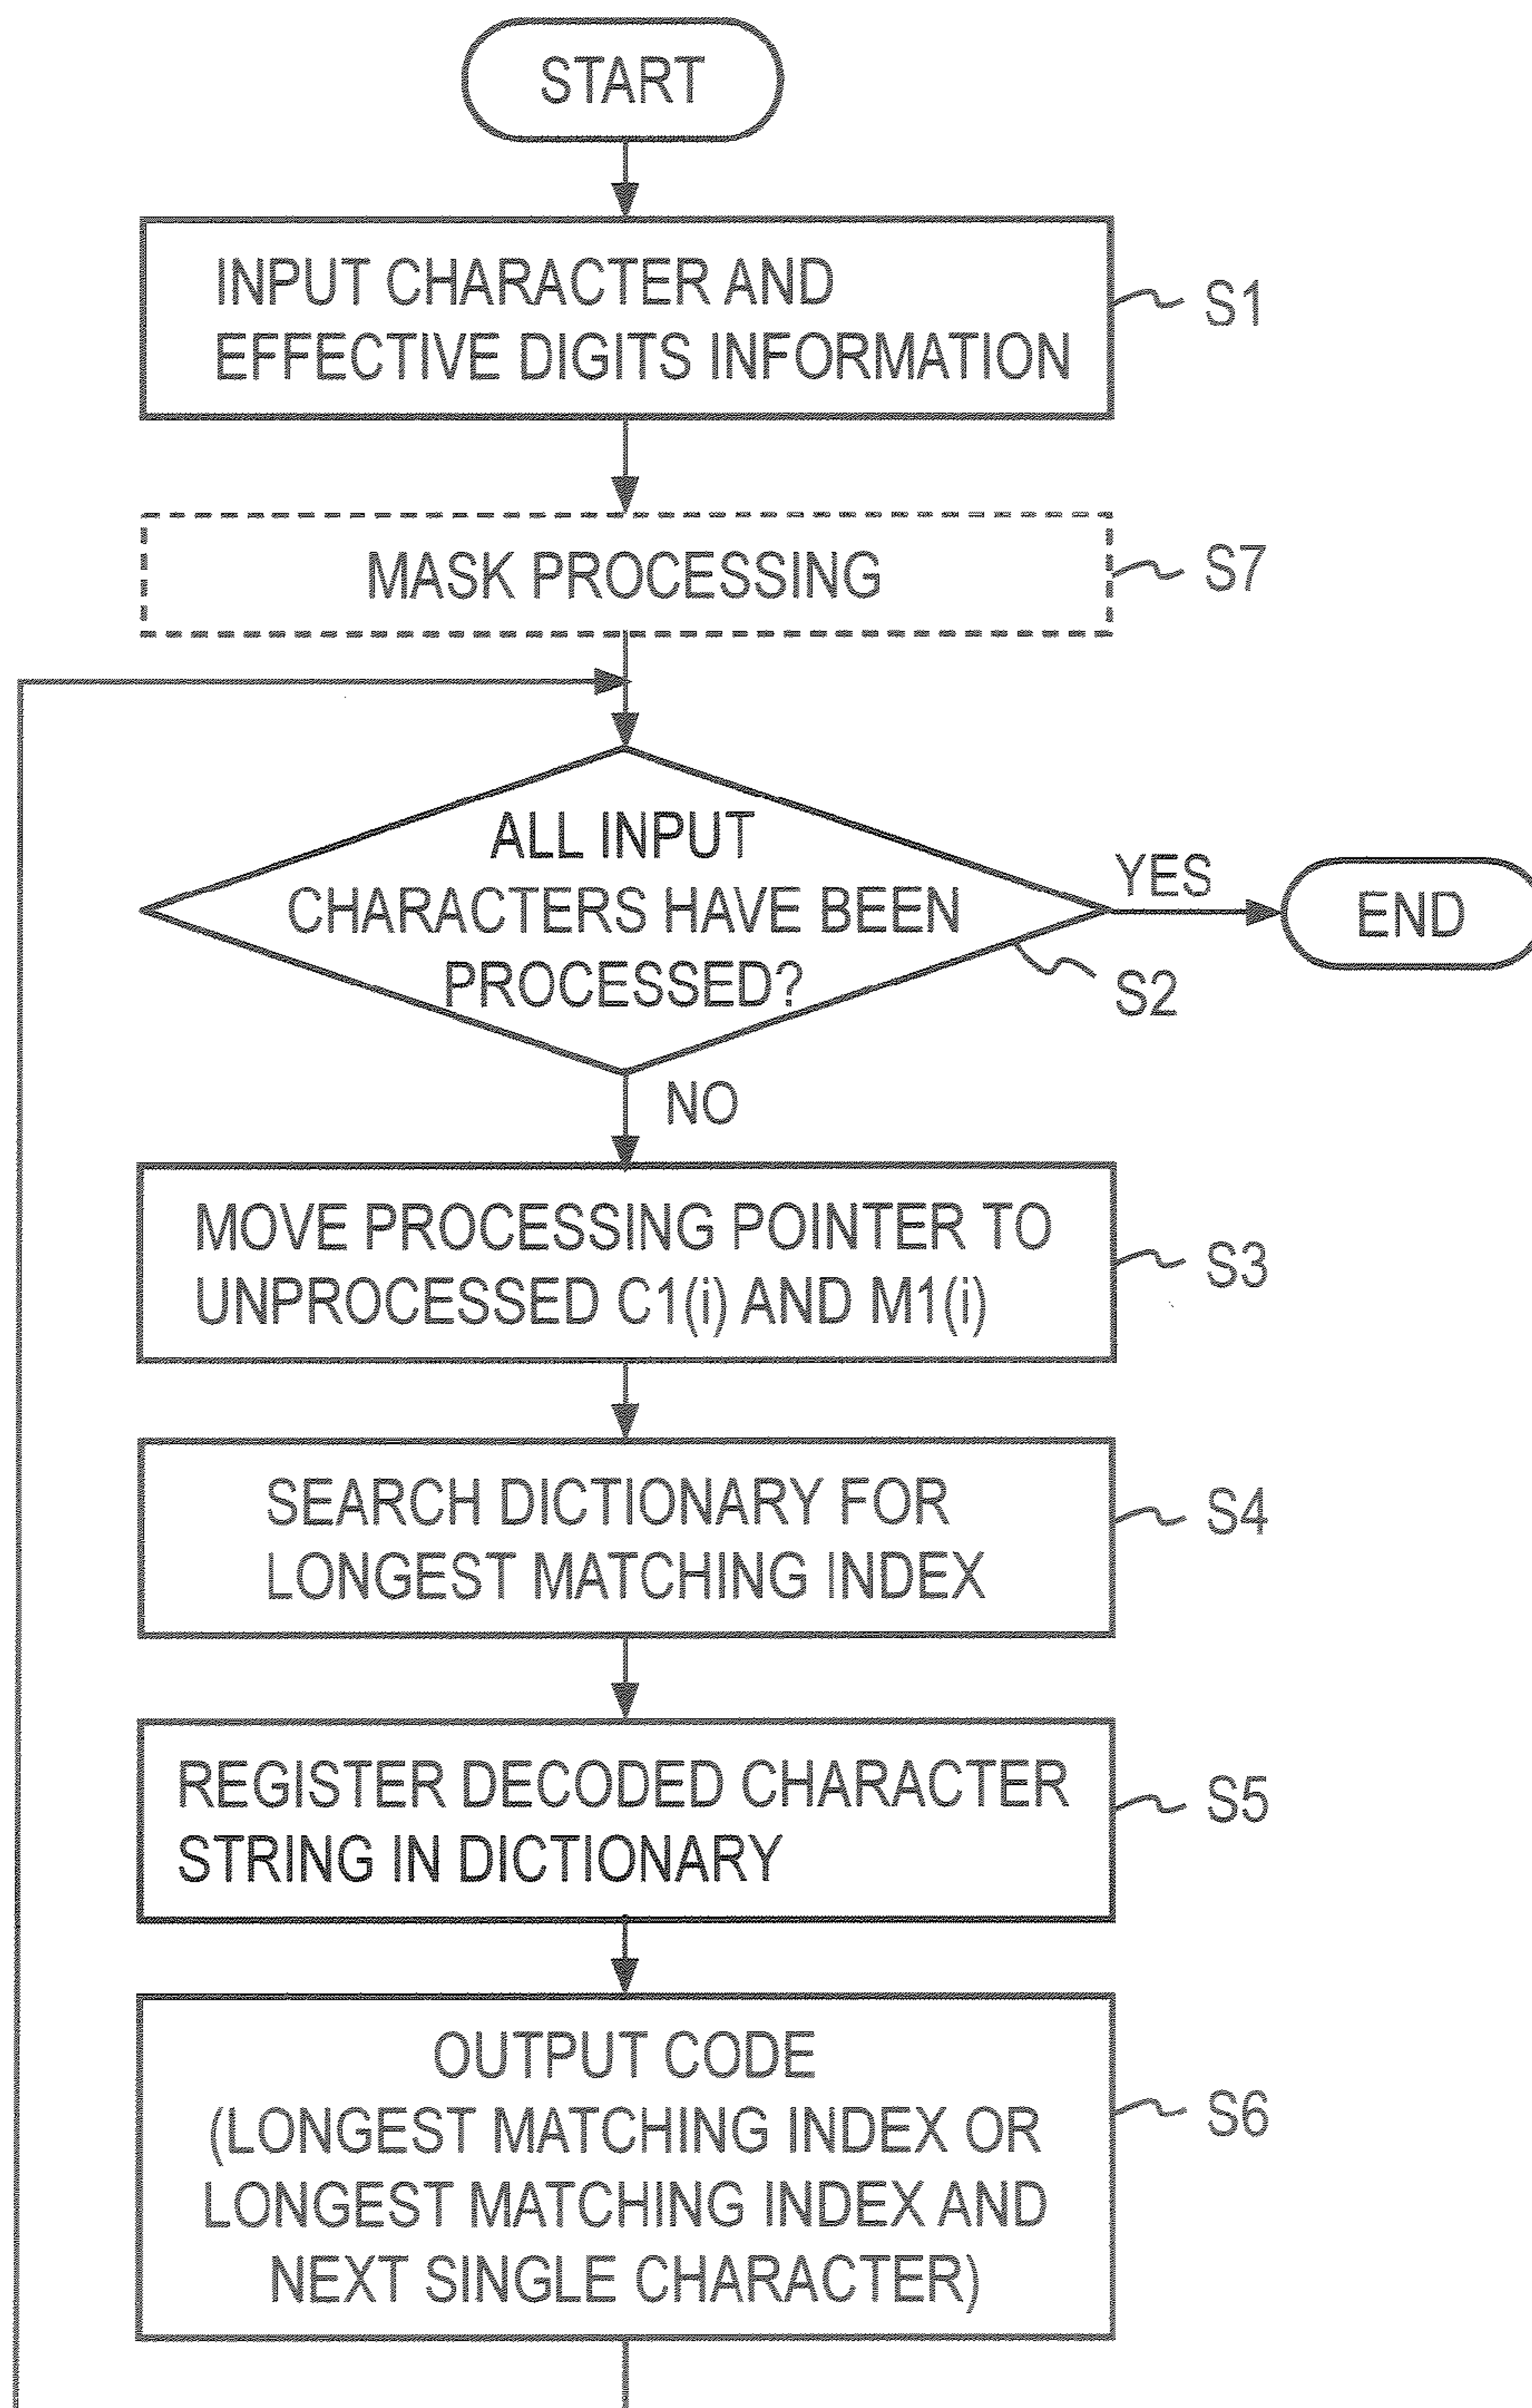 START
INPUT CHARACTER AND
EFFECTIVE DIGITS INFORMATION
S1
MASK PROCESSING
S7
ALL INPUT
CHARACTERS HAVE BEEN
PROCESSED?
YES
END
S2
NO
MOVE PROCESSING POINTER TO
UNPROCESSED C1(i) AND M1(i)
S3
SEARCH DICTIONARY FOR
LONGEST MATCHING INDEX
S4
REGISTER DECODED CHARACTER
STRING IN DICTIONARY
S5
OUTPUT CODE
(LONGEST MATCHING INDEX OR
LONGEST MATCHING INDEX AND
NEXT SINGLE CHARACTER)
S6